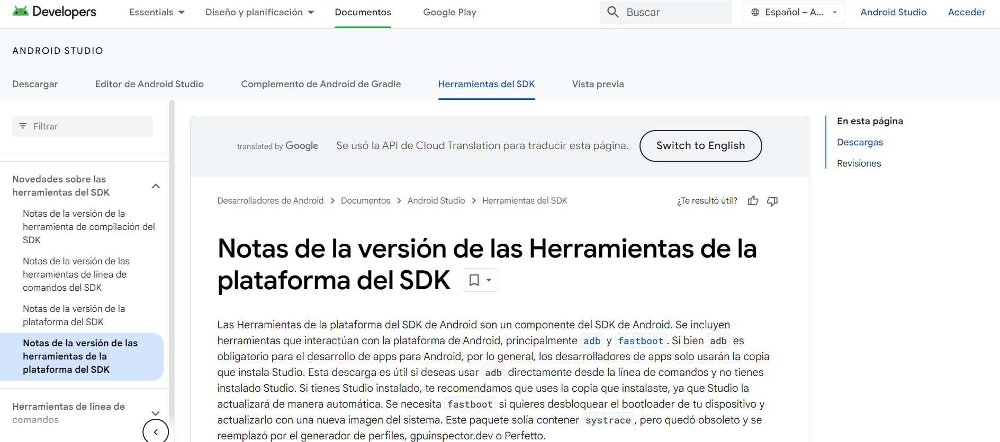 Developers
Essentials
Diseño y planificación
Documentos
Google Play
Buscar
Español – A...
Android Studio
Acceder
ANDROID STUDIO
Descargar
Editor de Android Studio
Complemento de Android de Gradle
Herramientas del SDK
Vista previa
Filtrar
Novedades sobre las
herramientas del SDK
Notas de la versión de la
herramienta de compilación del
SDK
Notas de la versión de las
herramientas de línea de
comandos del SDK
Notas de la versión de la
plataforma del SDK
Notas de la versión de las
herramientas de la
plataforma del SDK
Herramientas de línea de
comandos
translated by Google
Se usó la API de Cloud Translation para traducir esta página.
Switch to English
Desarrolladores de Android > Documentos > Android Studio > Herramientas del SDK
¿Te resultó útil?
Notas de la versión de las Herramientas de la
plataforma del SDK
Las Herramientas de la plataforma del SDK de Android son un componente del SDK de Android. Se incluyen
herramientas que interactúan con la plataforma de Android, principalmente adb y fastboot. Si bien adb es
obligatorio para el desarrollo de apps para Android, por lo general, los desarrolladores de apps solo usarán la copia
que instala Studio. Esta descarga es útil si deseas usar adb directamente desde la línea de comandos y no tienes
instalado Studio. Si tienes Studio instalado, te recomendamos que uses la copia que instalaste, ya que Studio la
actualizará de manera automática. Se necesita fastboot si quieres desbloquear el bootloader de tu dispositivo y
actualizarlo con una nueva imagen del sistema. Este paquete solía contener systrace, pero quedó obsoleto y se
reemplazó por el generador de perfiles, gpuinspector.dev o Perfetto.
En esta página
Descargas
Revisiones